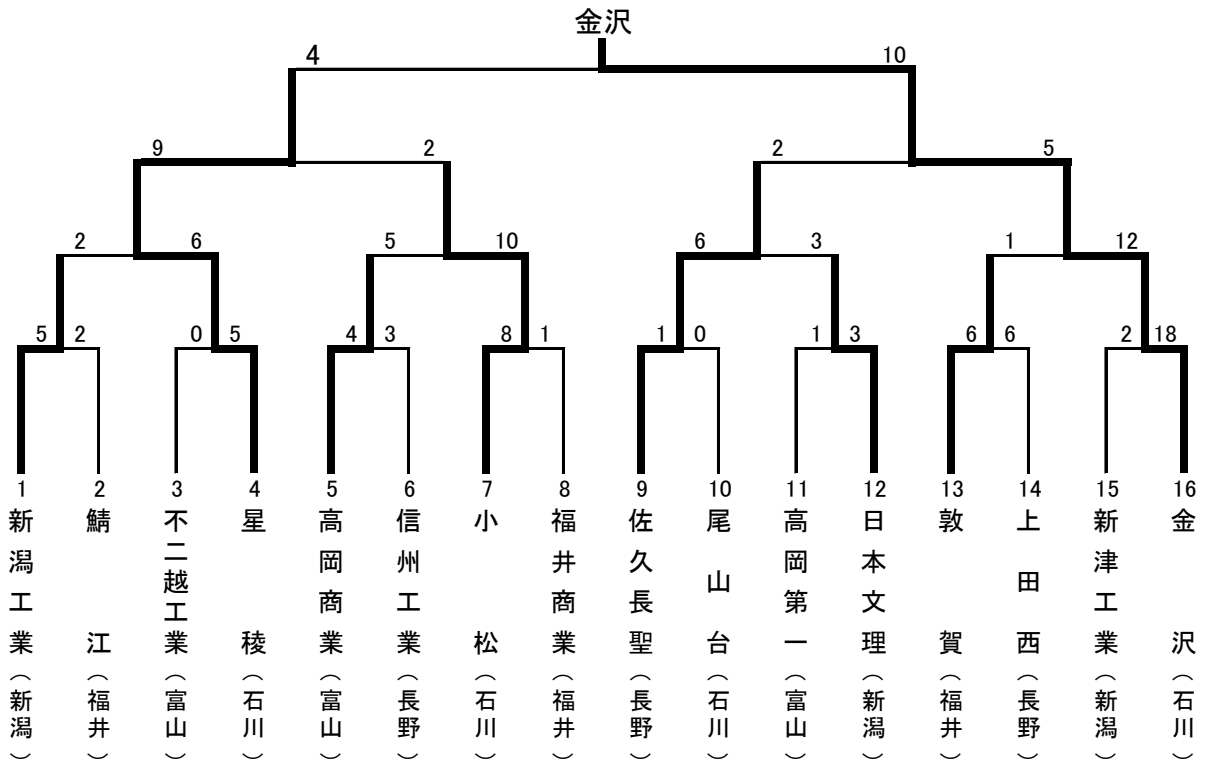 金沢
4 10
9 2 2 5
2 6 5 10 6 3 1 12
5 2 0 5 4 3 8 1 1 0 1 3 6 6 2 18
1 2 3 4 5 6 7 8 9 10 11 12 13 14 15 16
新潟工業（新潟）
鯖江（福井）
不二越工業（富山）
星稜（石川）
高岡商業（富山）
信州工業（長野）
小松（石川）
福井商業（福井）
佐久長聖（長野）
尾山台（石川）
高岡第一（富山）
日本文理（新潟）
敦賀（福井）
上田西（長野）
新津工業（新潟）
金沢（石川）